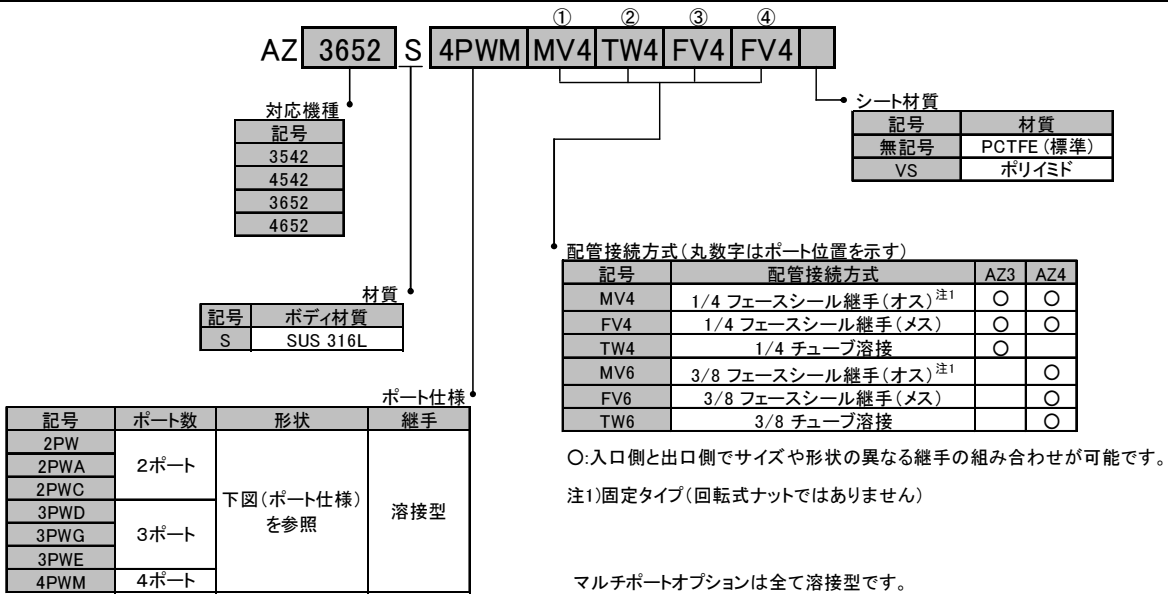 ① ② ③ ④
AZ 3652 S 4PWM MV4 TW4 FV4 FV4
対応機種
記号
3542
4542
3652
4652
シート材質
記号 材質
無記号 PCTFE（標準）
VS ポリイミド
材質
記号 ボディ材質
S SUS 316L
配管接続方式（丸数字はポート位置を示す）
記号 配管接続方式 AZ3 AZ4
MV4 1/4 フェースシール継手（オス）注1 ○ ○
FV4 1/4 フェースシール継手（メス） ○ ○
TW4 1/4 チューブ溶接 ○
MV6 3/8 フェースシール継手（オス）注1 ○
FV6 3/8 フェースシール継手（メス） ○
TW6 3/8 チューブ溶接 ○
○:入口側と出口側でサイズや形状の異なる継手の組み合わせが可能です。
注1)固定タイプ（回転式ナットではありません）
ポート仕様
記号 ポート数 形状 継手
2PW
2PWA 2ポート
2PWC
下図（ポート仕様）
を参照
溶接型
3PWD
3PWG 3ポート
3PWE
4PWM 4ポート
マルチポートオプションは全て溶接型です。